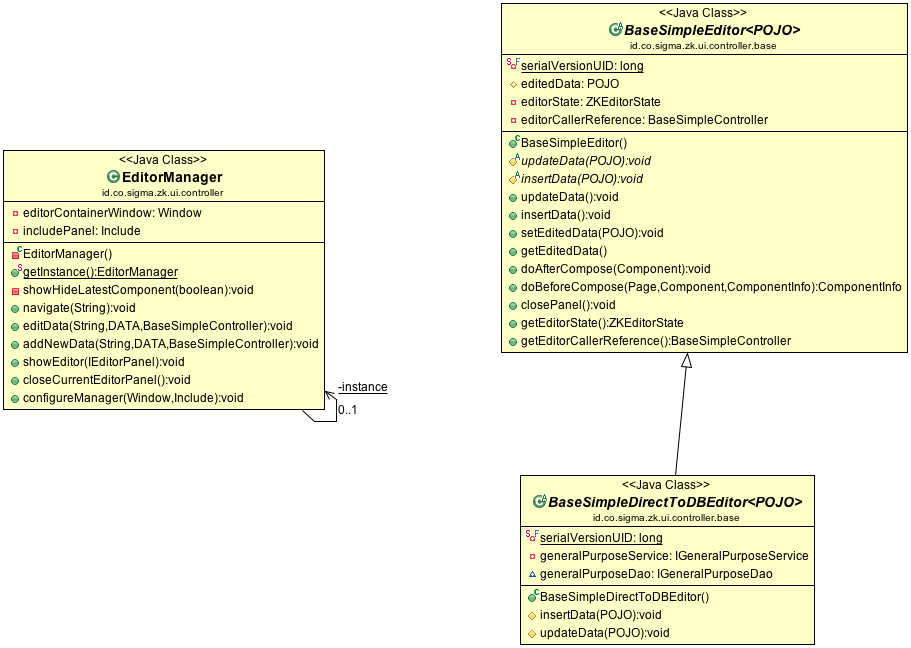 <<Java Class>>
EditorManager
id.co.sigma.zk.ui.controller
editorContainerWindow: Window
includePanel: Include
EditorManager()
getInstance():EditorManager
showHideLatestComponent(boolean):void
navigate(String):void
editData(String,DATA,BaseSimpleController):void
addNewData(String,DATA,BaseSimpleController):void
showEditor(IEditorPanel):void
closeCurrentEditorPanel():void
configureManager(Window,Include):void
-instance
0..1
<<Java Class>>
BaseSimpleEditor<POJO>
id.co.sigma.zk.ui.controller.base
serialVersionUID: long
editedData: POJO
editorState: ZKEditorState
editorCallerReference: BaseSimpleController
BaseSimpleEditor()
updateData(POJO):void
insertData(POJO):void
updateData():void
insertData():void
setEditedData(POJO):void
getEditedData()
doAfterCompose(Component):void
doBeforeCompose(Page,Component,ComponentInfo):ComponentInfo
closePanel():void
getEditorState():ZKEditorState
getEditorCallerReference():BaseSimpleController
<<Java Class>>
BaseSimpleDirectToDBEditor<POJO>
id.co.sigma.zk.ui.controller.base
serialVersionUID: long
generalPurposeService: IGeneralPurposeService
generalPurposeDao: IGeneralPurposeDao
BaseSimpleDirectToDBEditor()
insertData(POJO):void
updateData(POJO):void